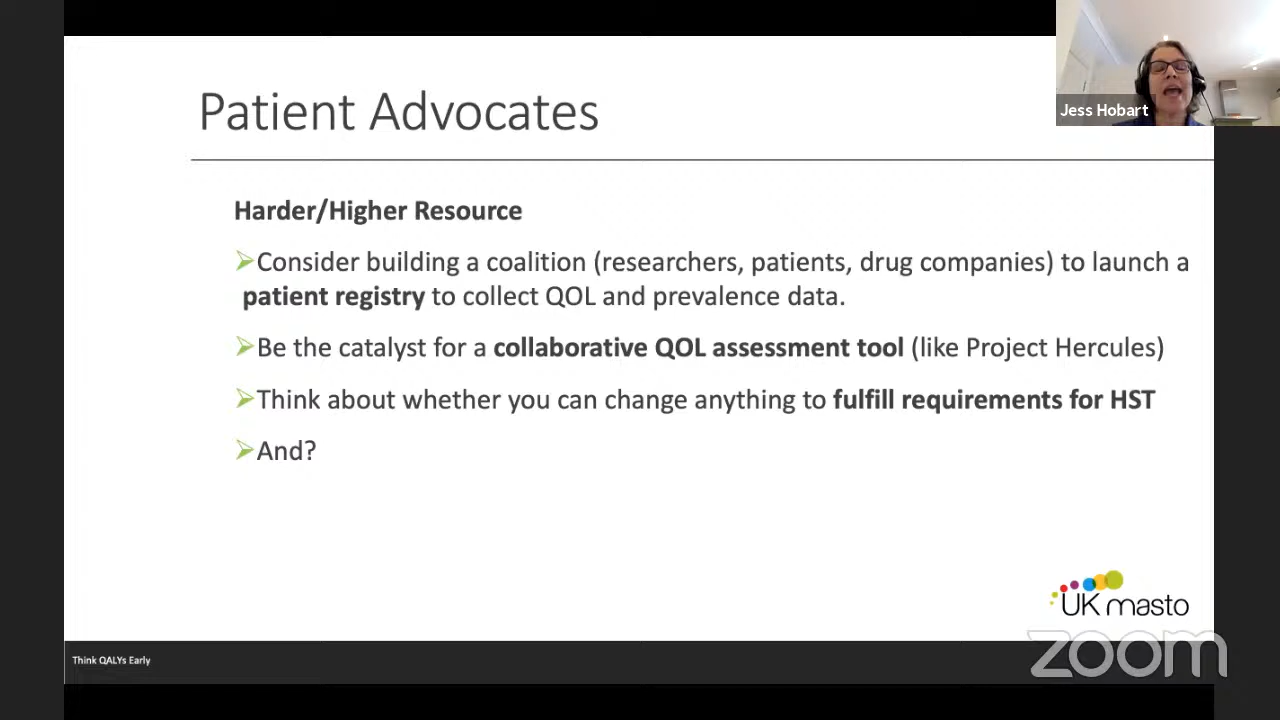 Jess Hobart
Patient Advocates
Harder/Higher Resource
Consider building a coalition (researchers, patients, drug companies) to launch a
patient registry to collect QOL and prevalence data.
Be the catalyst for a collaborative QOL assessment tool (like Project Hercules)
Think about whether you can change anything to fulfill requirements for HST
And?
UK masto
zoom
Think QALYs Early